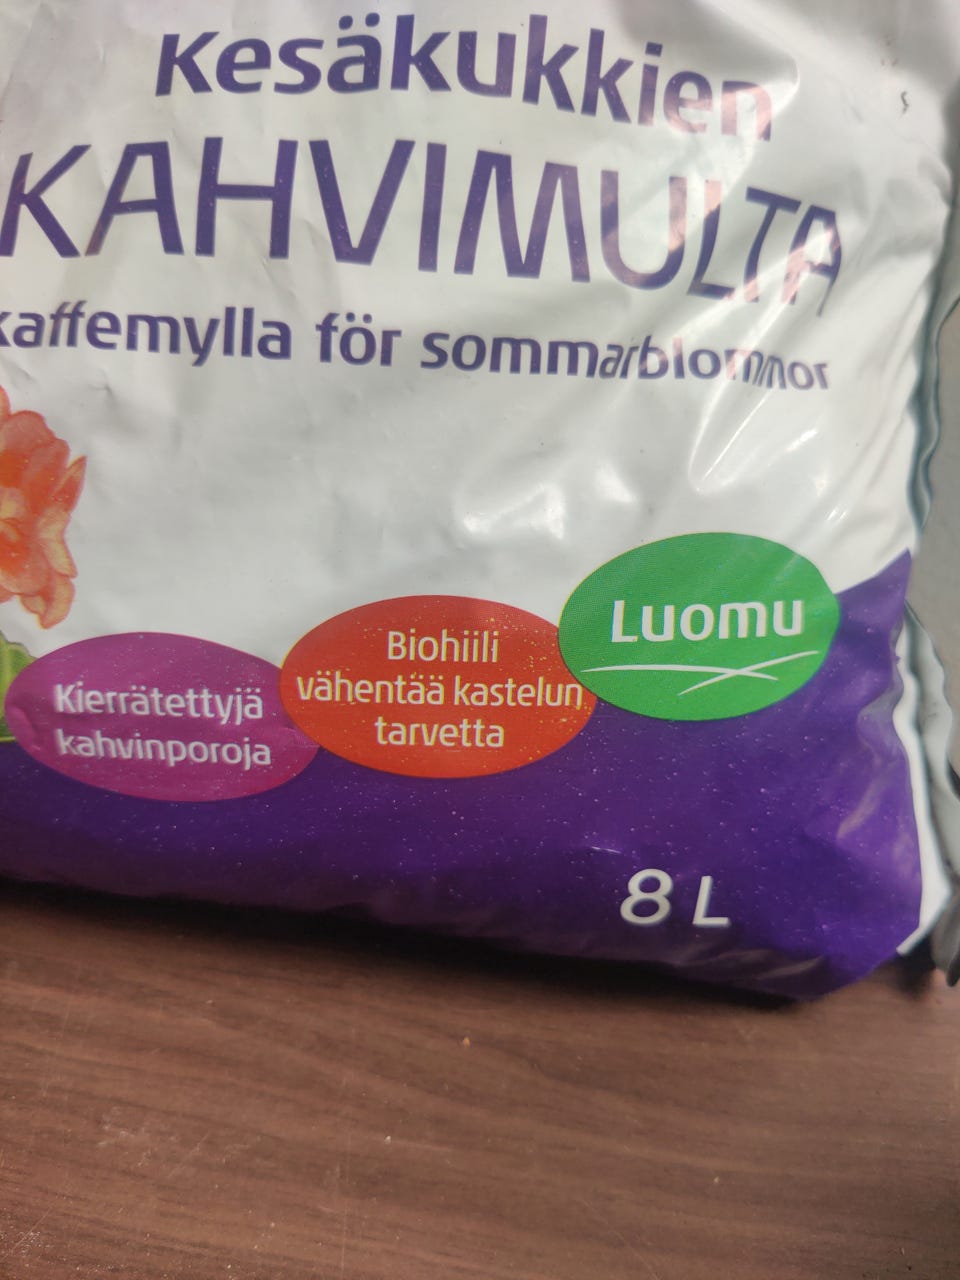 Kesäkukkien
KAHVIMULTA
kaffemylla för sommarblommor
Luomu
Biohiili
vähentää kastelun
tarvetta
Kierrätettyjä
kahvinporoja
8 L